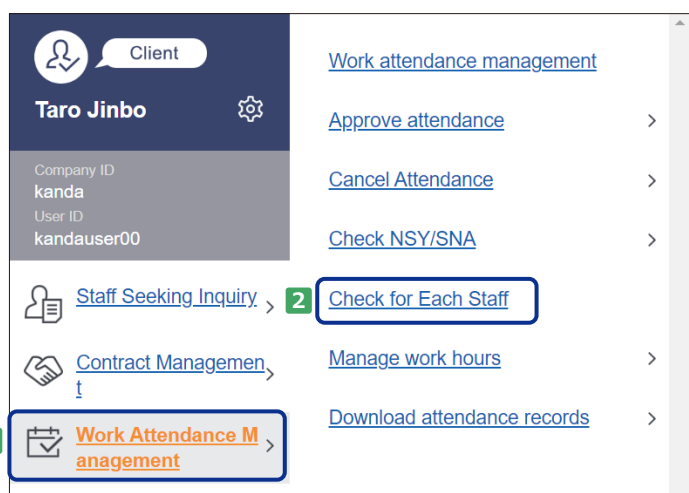 Client
Taro Jinbo
Company ID
kanda
User ID
kandauser00
Staff Seeking Inquiry
Contract Managemen
t
Work Attendance M
anagement
Work attendance management
Approve attendance
Cancel Attendance
Check NSY/SNA
2
Check for Each Staff
Manage work hours
Download attendance records